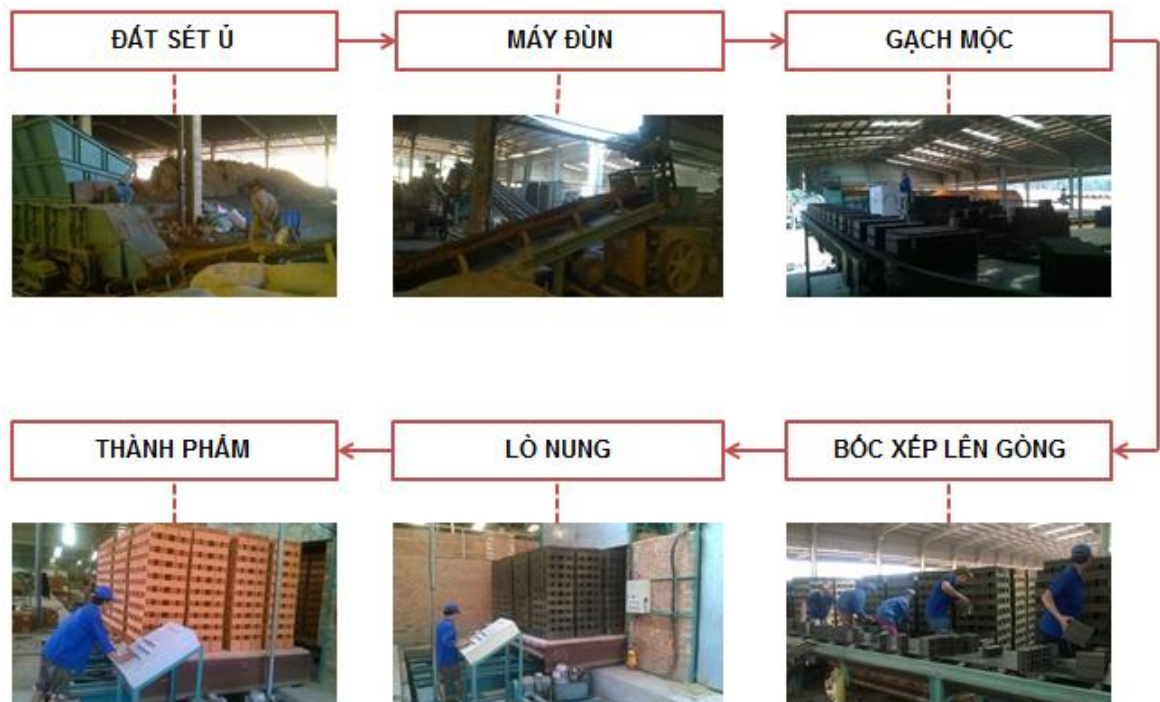 ĐẤT SÉT Ủ
MÁY ĐÙN
GẠCH MỘC
BỐC XẾP LÊN GÒNG
LÒ NUNG
THÀNH PHẨM